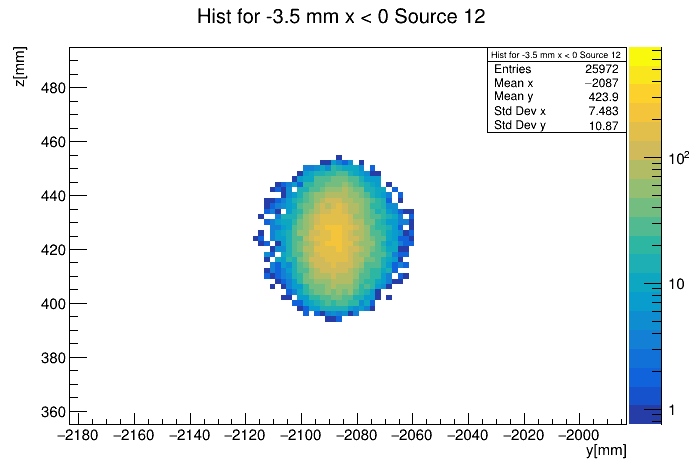 Hist for -3.5 mm x < 0 Source 12
z[mm]
Hist for -3.5 mm x < 0 Source 12
Entries 25972
Mean x −2087
Mean y 423.9
Std Dev x 7.483
Std Dev y 10.87
480
460
440
420
400
380
360
10²
10
1
−2180 −2160 −2140 −2120 −2100 −2080 −2060 −2040 −2020 −2000
y[mm]